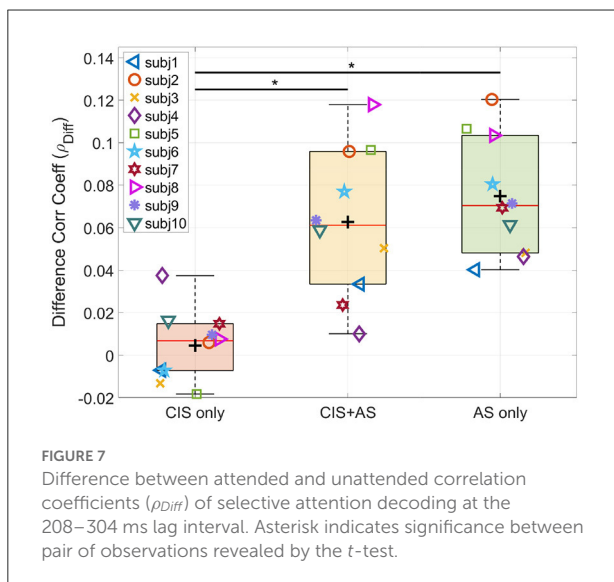 0.14
0.12
0.1
0.08
0.06
0.04
0.02
0
-0.02
Difference Corr Coeff (ρDiff)
subj1
subj2
subj3
subj4
subj5
subj6
subj7
subj8
subj9
subj10
*
*
CIS only CIS+AS AS only
FIGURE 7
Difference between attended and unattended correlation
coefficients (ρDiff) of selective attention decoding at the
208–304 ms lag interval. Asterisk indicates significance between
pair of observations revealed by the t-test.